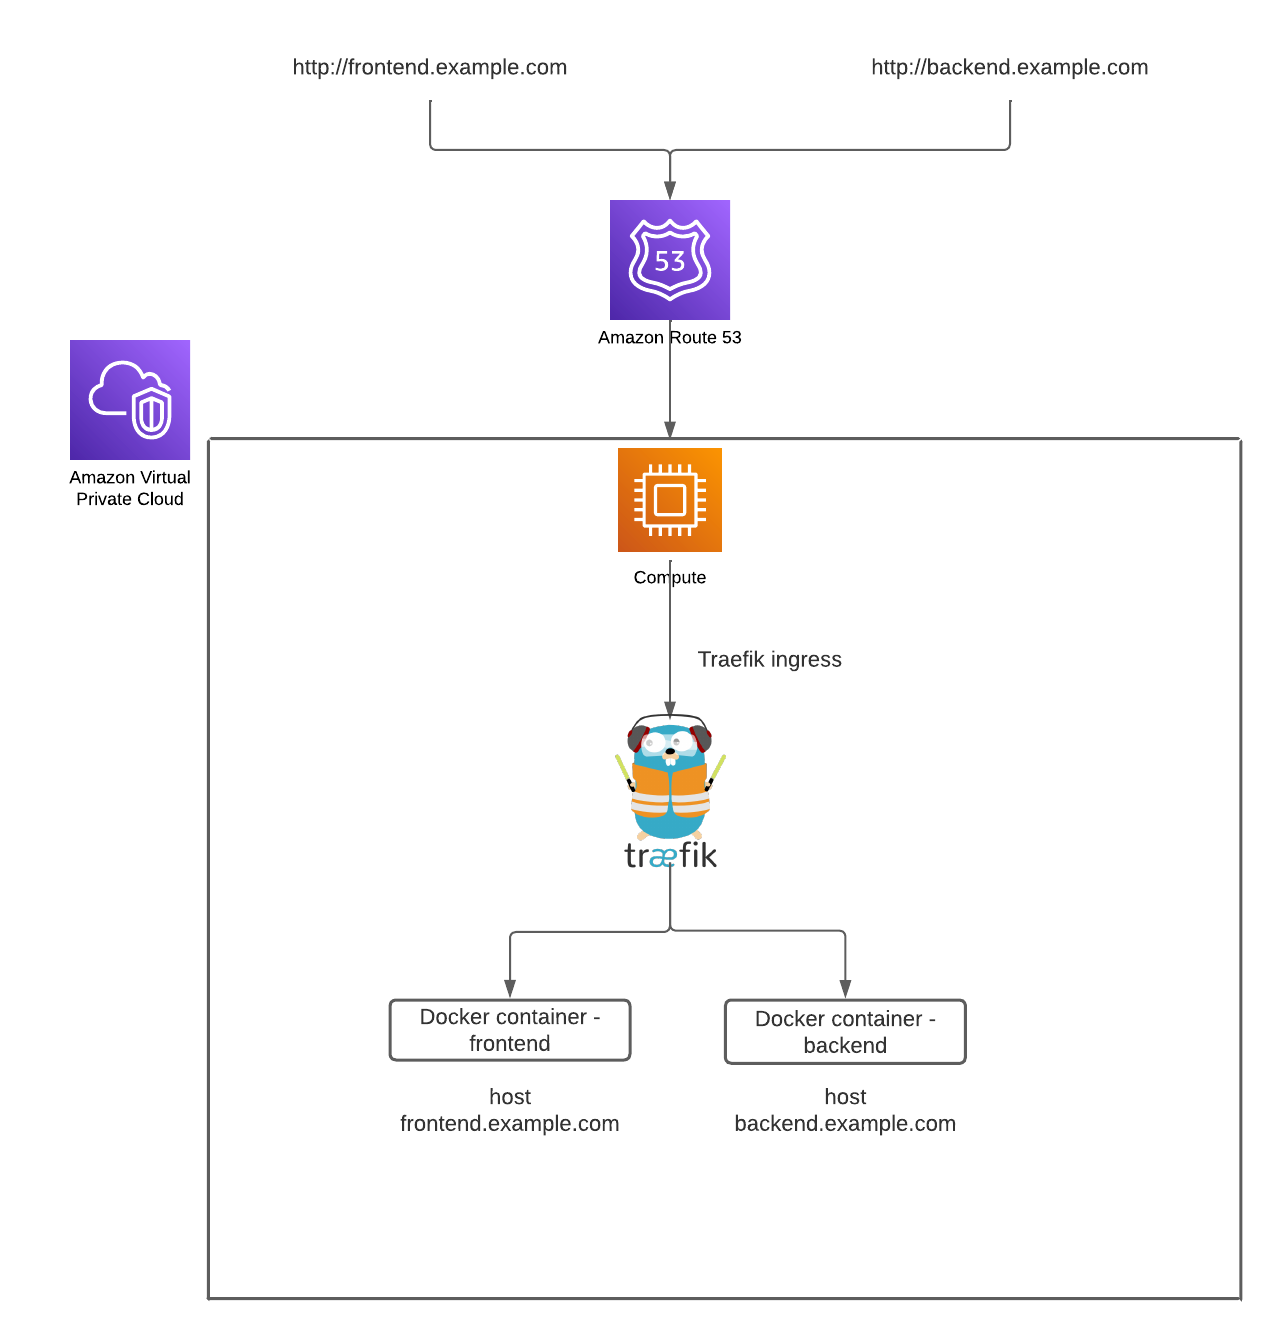 http://frontend.example.com
http://backend.example.com
53
Amazon Route 53
Amazon Virtual
Private Cloud
Compute
Traefik ingress
træfik
Docker container -
frontend
Docker container -
backend
host
frontend.example.com
host
backend.example.com